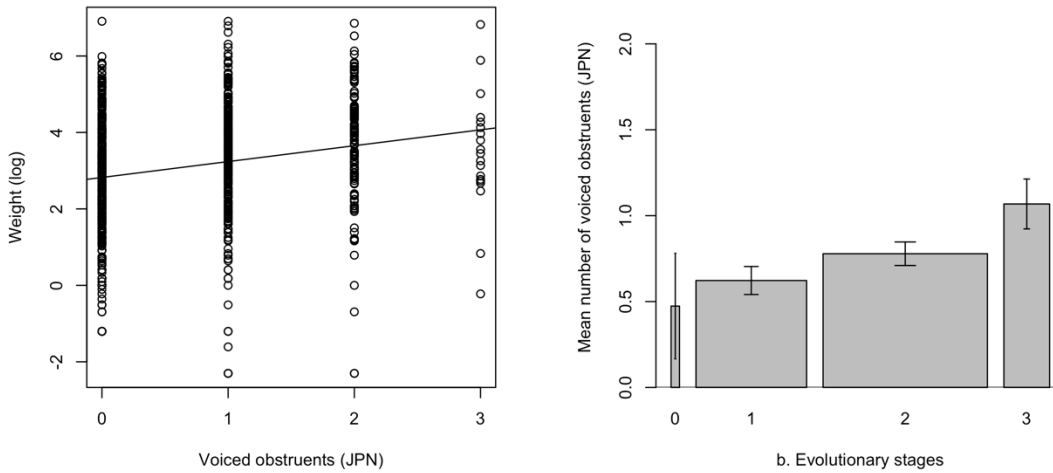 Weight (log)
6
4
2
0
-2
0 1 2 3
Voiced obstruents (JPN)
Mean number of voiced obstruents (JPN)
2.0
1.5
1.0
0.5
0.0
0 1 2 3
b. Evolutionary stages